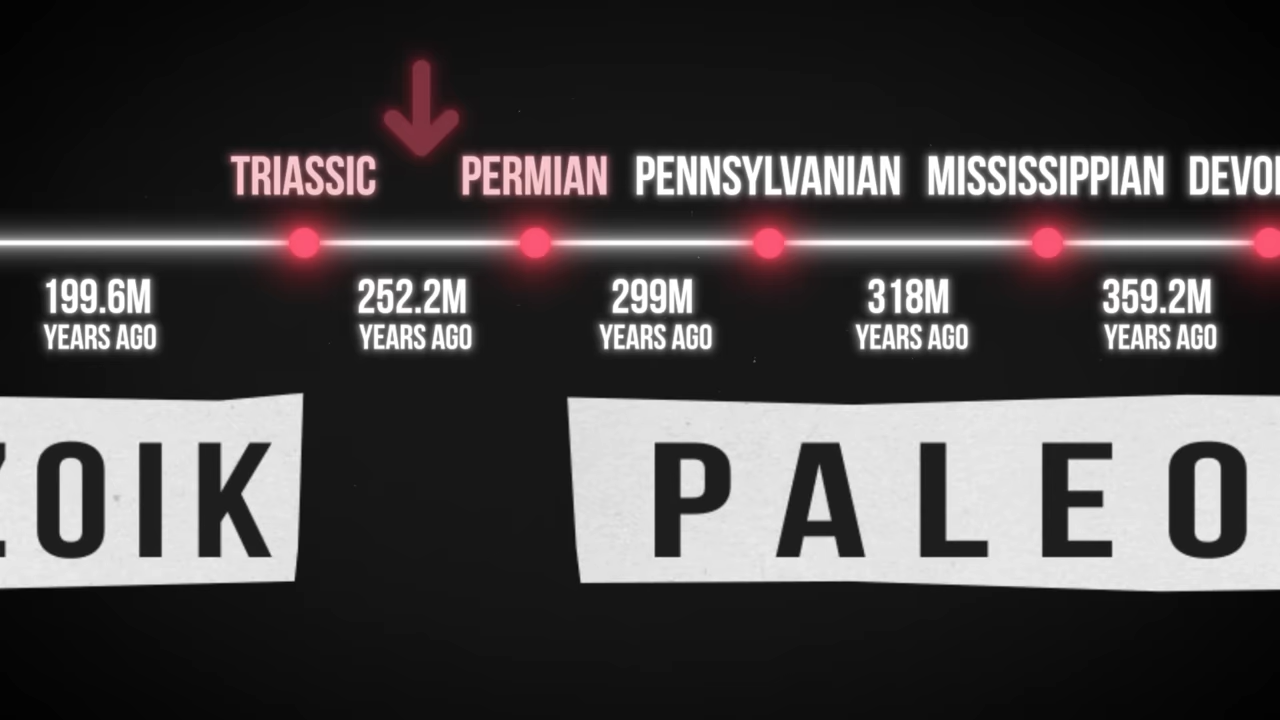 TRIASSIC PERMIAN PENNSYLVANIAN MISSISSIPPIAN DEVO
199.6M 252.2M 299M 318M 359.2M
YEARS AGO YEARS AGO YEARS AGO YEARS AGO YEARS AGO
ZOIK PALEO